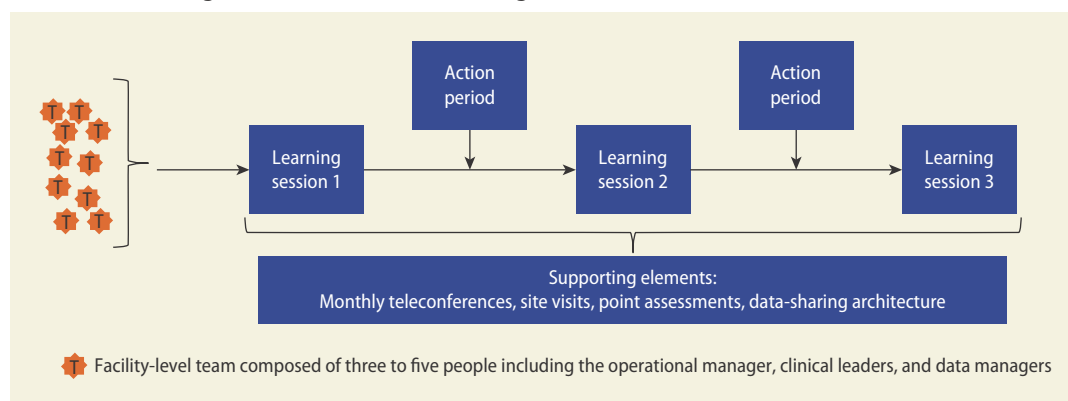 T T
T T
T T
T
T
T T
Action
period
Action
period
Learning
session 1
Learning
session 2
Learning
session 3
Supporting elements:
Monthly teleconferences, site visits, point assessments, data-sharing architecture
T Facility-level team composed of three to five people including the operational manager, clinical leaders, and data managers